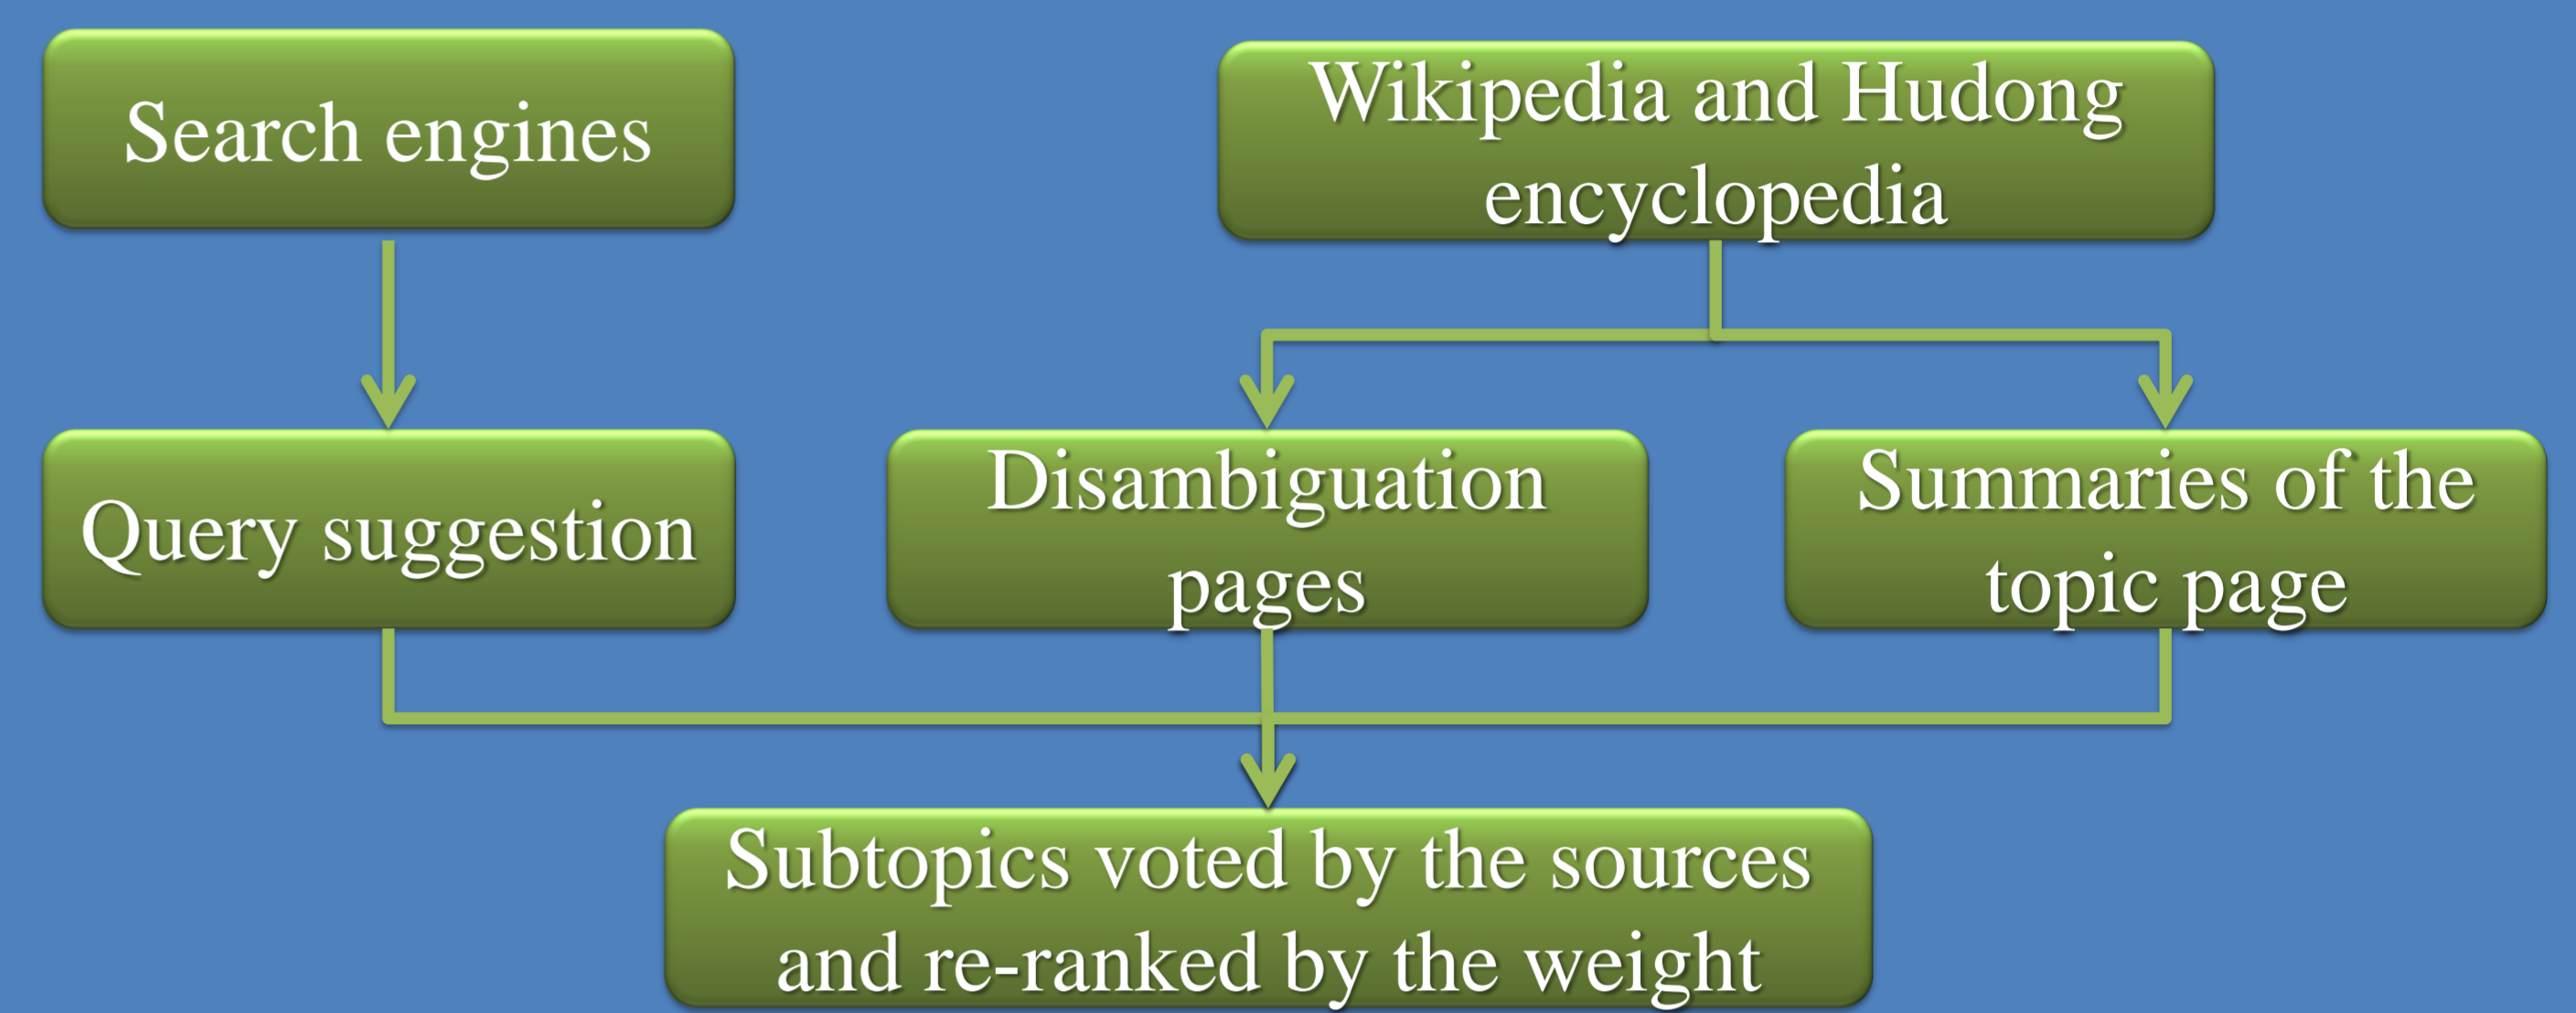 Search engines
Wikipedia and Hudong
encyclopedia
Query suggestion
Disambiguation
pages
Summaries of the
topic page
Subtopics voted by the sources
and re-ranked by the weight